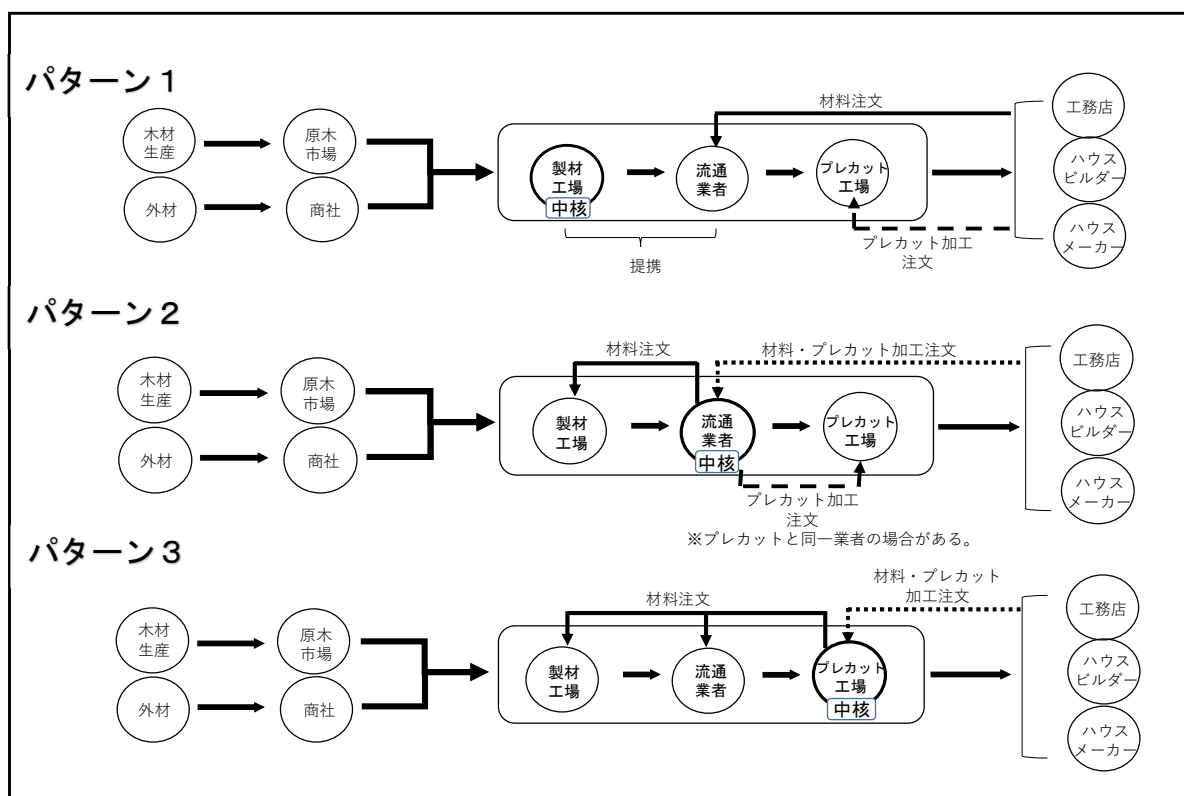 パターン１
木材
生産
原木
市場
外材
商社
製材
工場
中核
流通
業者
プレカット
工場
提携
材料注文
プレカット加工
注文
工務店
ハウス
ビルダー
ハウス
メーカー
パターン２
木材
生産
原木
市場
外材
商社
材料注文
製材
工場
流通
業者
中核
プレカット
工場
材料・プレカット加工注文
プレカット加工
注文
※プレカットと同一業者の場合がある。
工務店
ハウス
ビルダー
ハウス
メーカー
パターン３
木材
生産
原木
市場
外材
商社
材料注文
製材
工場
流通
業者
プレカット
工場
中核
材料・プレカット
加工注文
工務店
ハウス
ビルダー
ハウス
メーカー